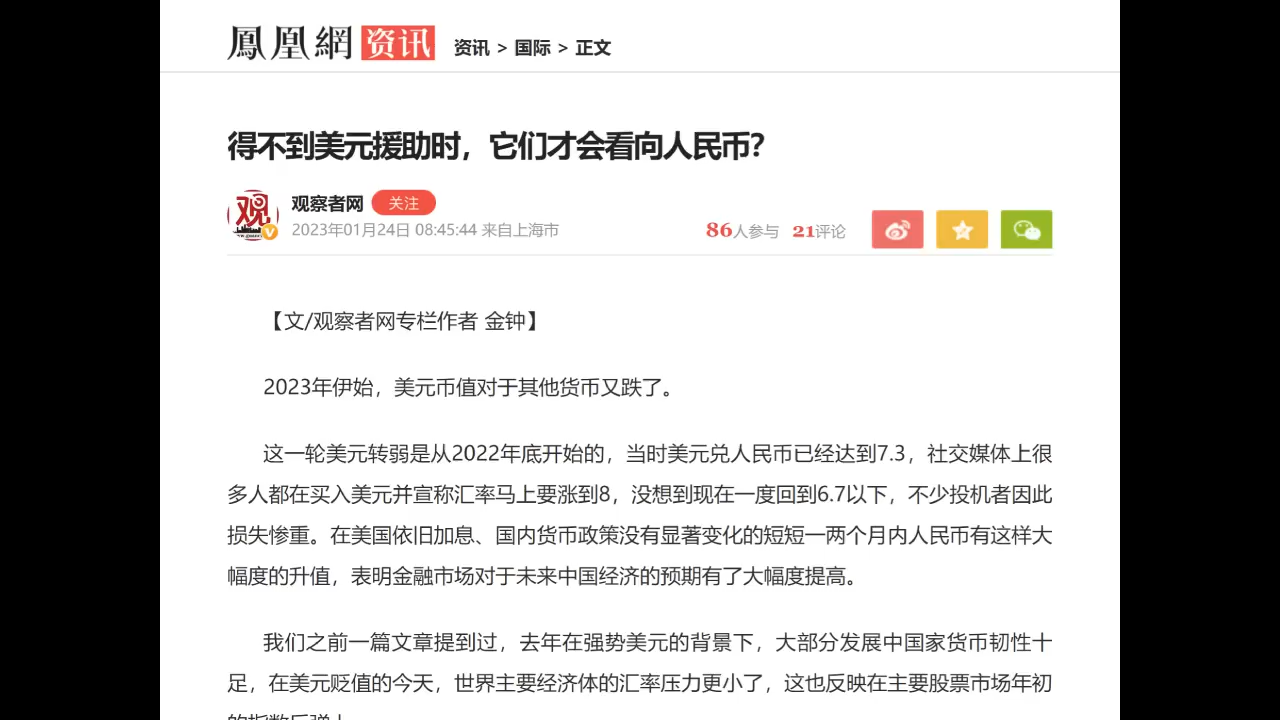 鳳凰網 资讯 资讯 > 国际 > 正文
得不到美元援助时，它们才会看向人民币？
观察者网 关注
2023年01月24日 08:45:44 来自上海市
86人参与 21评论
【文/观察者网专栏作者 金钟】
2023年伊始，美元币值对于其他货币又跌了。
这一轮美元转弱是从2022年底开始的，当时美元兑人民币已经达到7.3，社交媒体上很
多人都在买入美元并宣称汇率马上要涨到8，没想到现在一度回到6.7以下，不少投机者因此
损失惨重。在美国依旧加息、国内货币政策没有显著变化的短短一两个月内人民币有这样大
幅度的升值，表明金融市场对于未来中国经济的预期有了大幅度提高。
我们之前一篇文章提到过，去年在强势美元的背景下，大部分发展中国家货币韧性十
足，在美元贬值的今天，世界主要经济体的汇率压力更小了，这也反映在主要股票市场年初